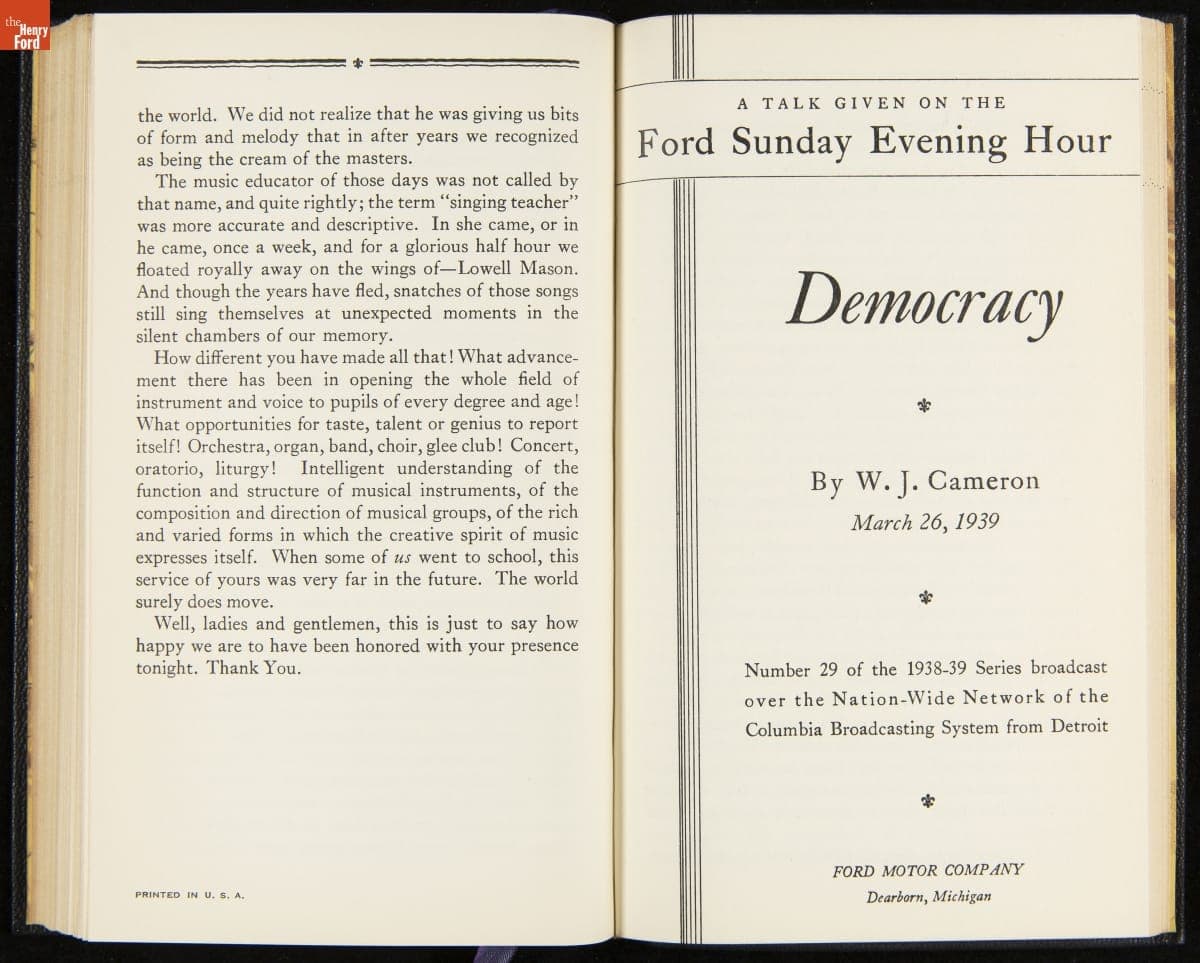 the
Henry
Ford
the world. We did not realize that he was giving us bits
of form and melody that in after years we recognized
as being the cream of the masters.
The music educator of those days was not called by
that name, and quite rightly; the term “singing teacher”
was more accurate and descriptive. In she came, or in
he came, once a week, and for a glorious half hour we
floated royally away on the wings of—Lowell Mason.
And though the years have fled, snatches of those songs
still sing themselves at unexpected moments in the
silent chambers of our memory.
How different you have made all that! What advance-
ment there has been in opening the whole field of
instrument and voice to pupils of every degree and age!
What opportunities for taste, talent or genius to report
itself! Orchestra, organ, band, choir, glee club! Concert,
oratorio, liturgy! Intelligent understanding of the
function and structure of musical instruments, of the
composition and direction of musical groups, of the rich
and varied forms in which the creative spirit of music
expresses itself. When some of us went to school, this
service of yours was very far in the future. The world
surely does move.
Well, ladies and gentlemen, this is just to say how
happy we are to have been honored with your presence
tonight. Thank You.
PRINTED IN U. S. A.
A TALK GIVEN ON THE
Ford Sunday Evening Hour
Democracy
By W. J. Cameron
March 26, 1939
Number 29 of the 1938-39 Series broadcast
over the Nation-Wide Network of the
Columbia Broadcasting System from Detroit
FORD MOTOR COMPANY
Dearborn, Michigan